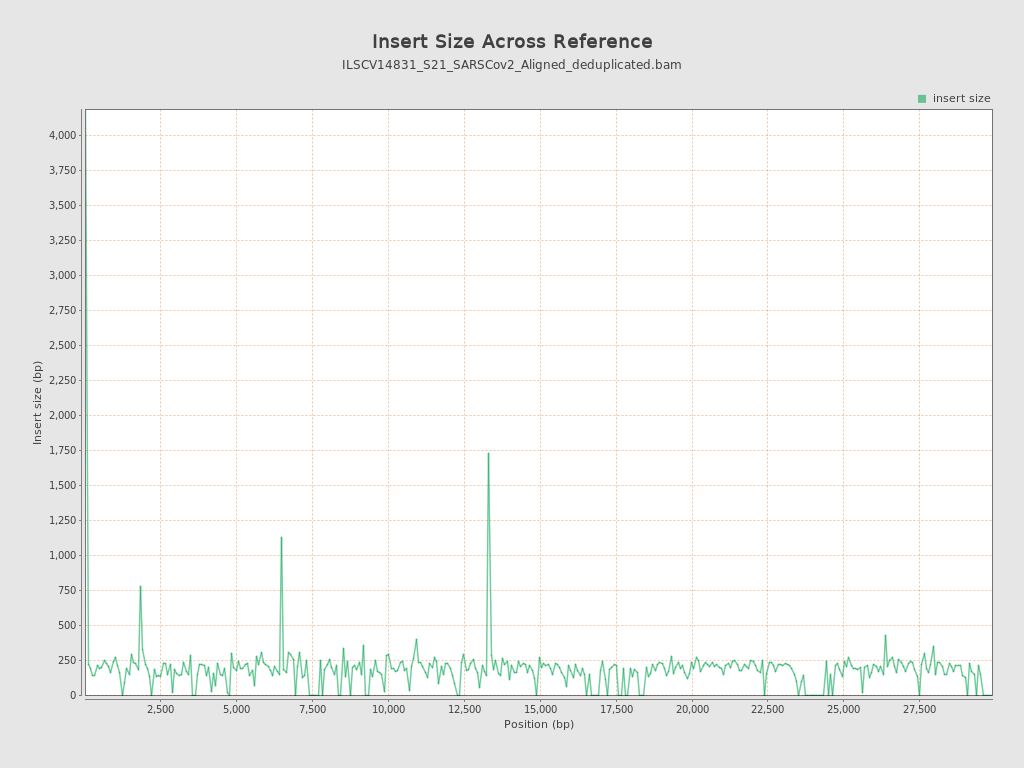 Insert Size Across Reference
ILSCV14831_S21_SARSCov2_Aligned_deduplicated.bam
insert size
4,000
3,750
3,500
3,250
3,000
2,750
2,500
2,250
2,000
1,750
1,500
1,250
1,000
750
500
250
0
Insert size (bp)
2,500 5,000 7,500 10,000 12,500 15,000 17,500 20,000 22,500 25,000 27,500
Position (bp)